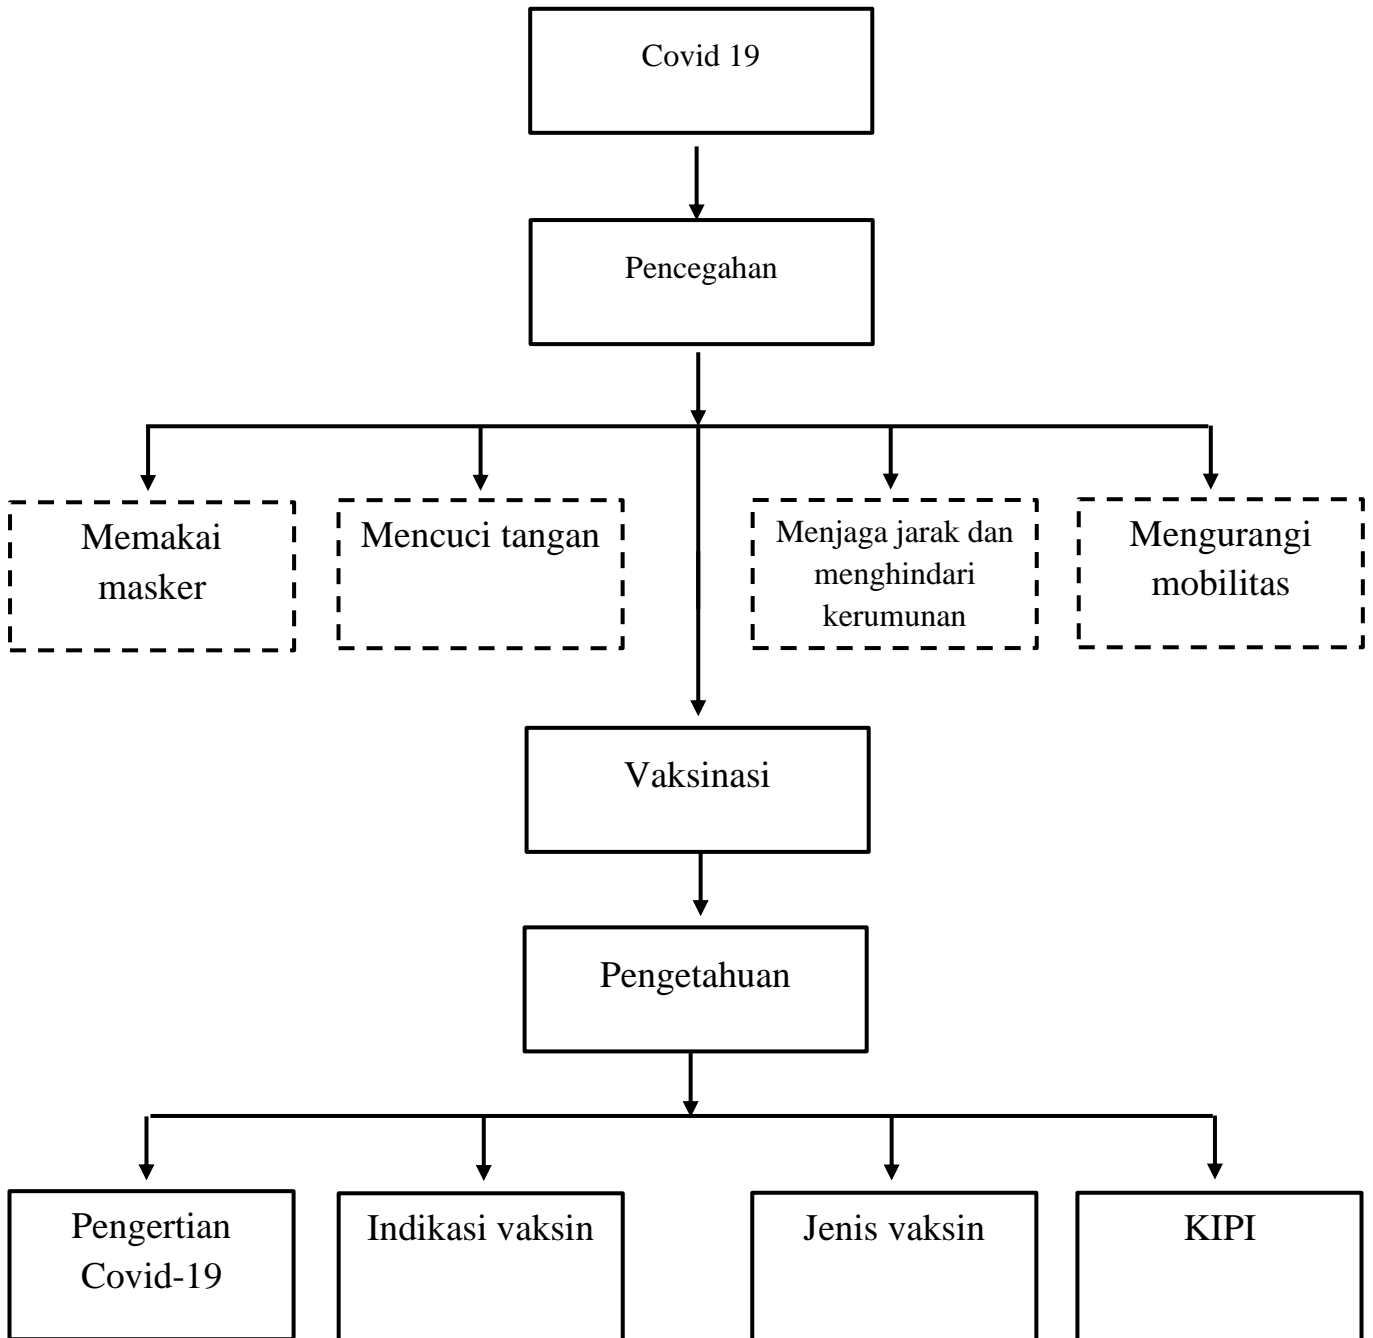 Covid 19
Pencegahan
Memakai
masker
Mencuci tangan
Menjaga jarak dan
menghindari
kerumunan
Mengurangi
mobilitas
Vaksinasi
Pengetahuan
Pengertian
Covid-19
Indikasi vaksin
Jenis vaksin
KIPI